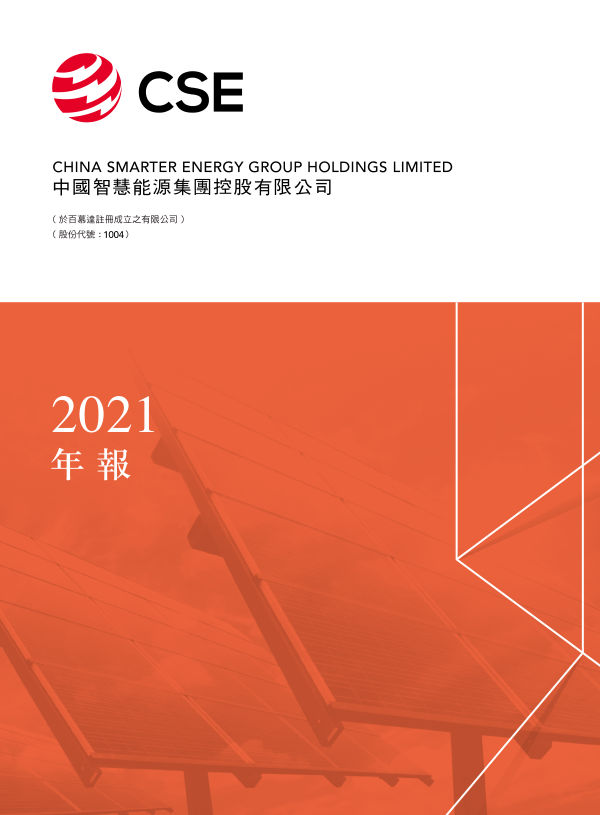 CSE
CHINA SMARTER ENERGY GROUP HOLDINGS LIMITED
中國智慧能源集團控股有限公司
（於百慕達註冊成立之有限公司）
（股份代號：1004）
2021
年報